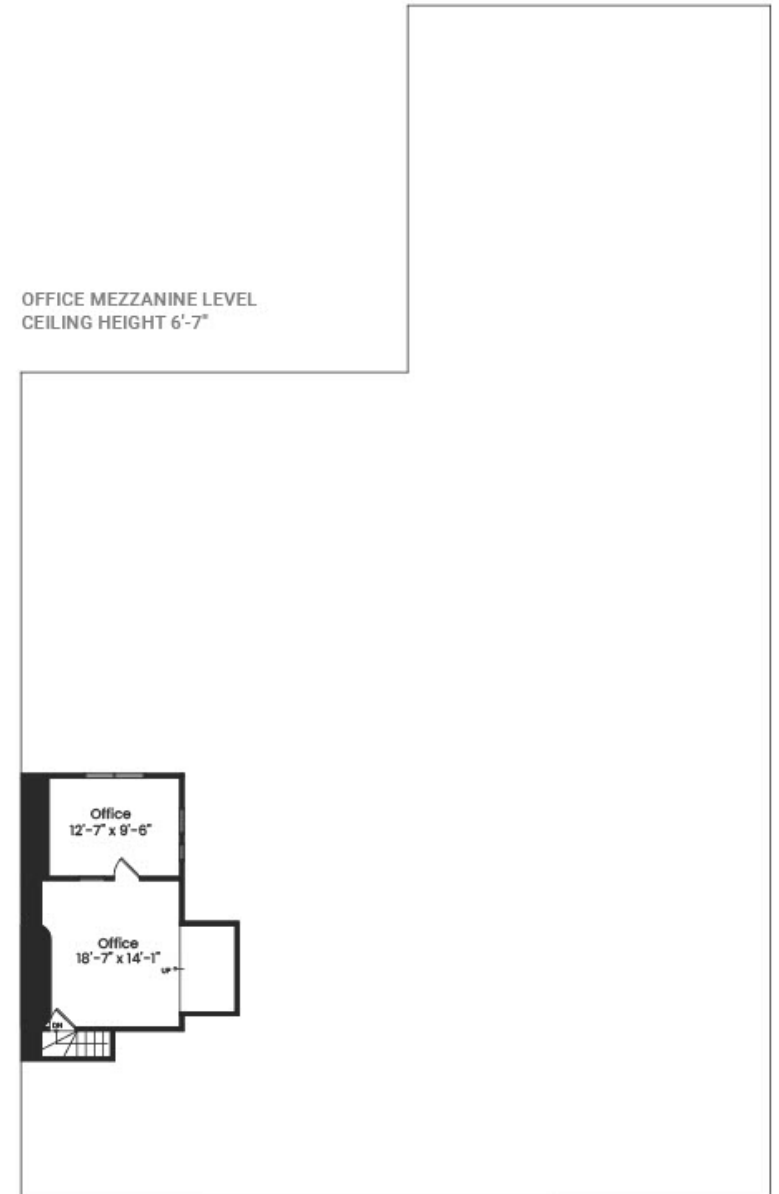 OFFICE MEZZANINE LEVEL
CEILING HEIGHT 6'-7"
Office
12'-7" x 9'-6"
Office
18'-7" x 14'-1"
UP
DN